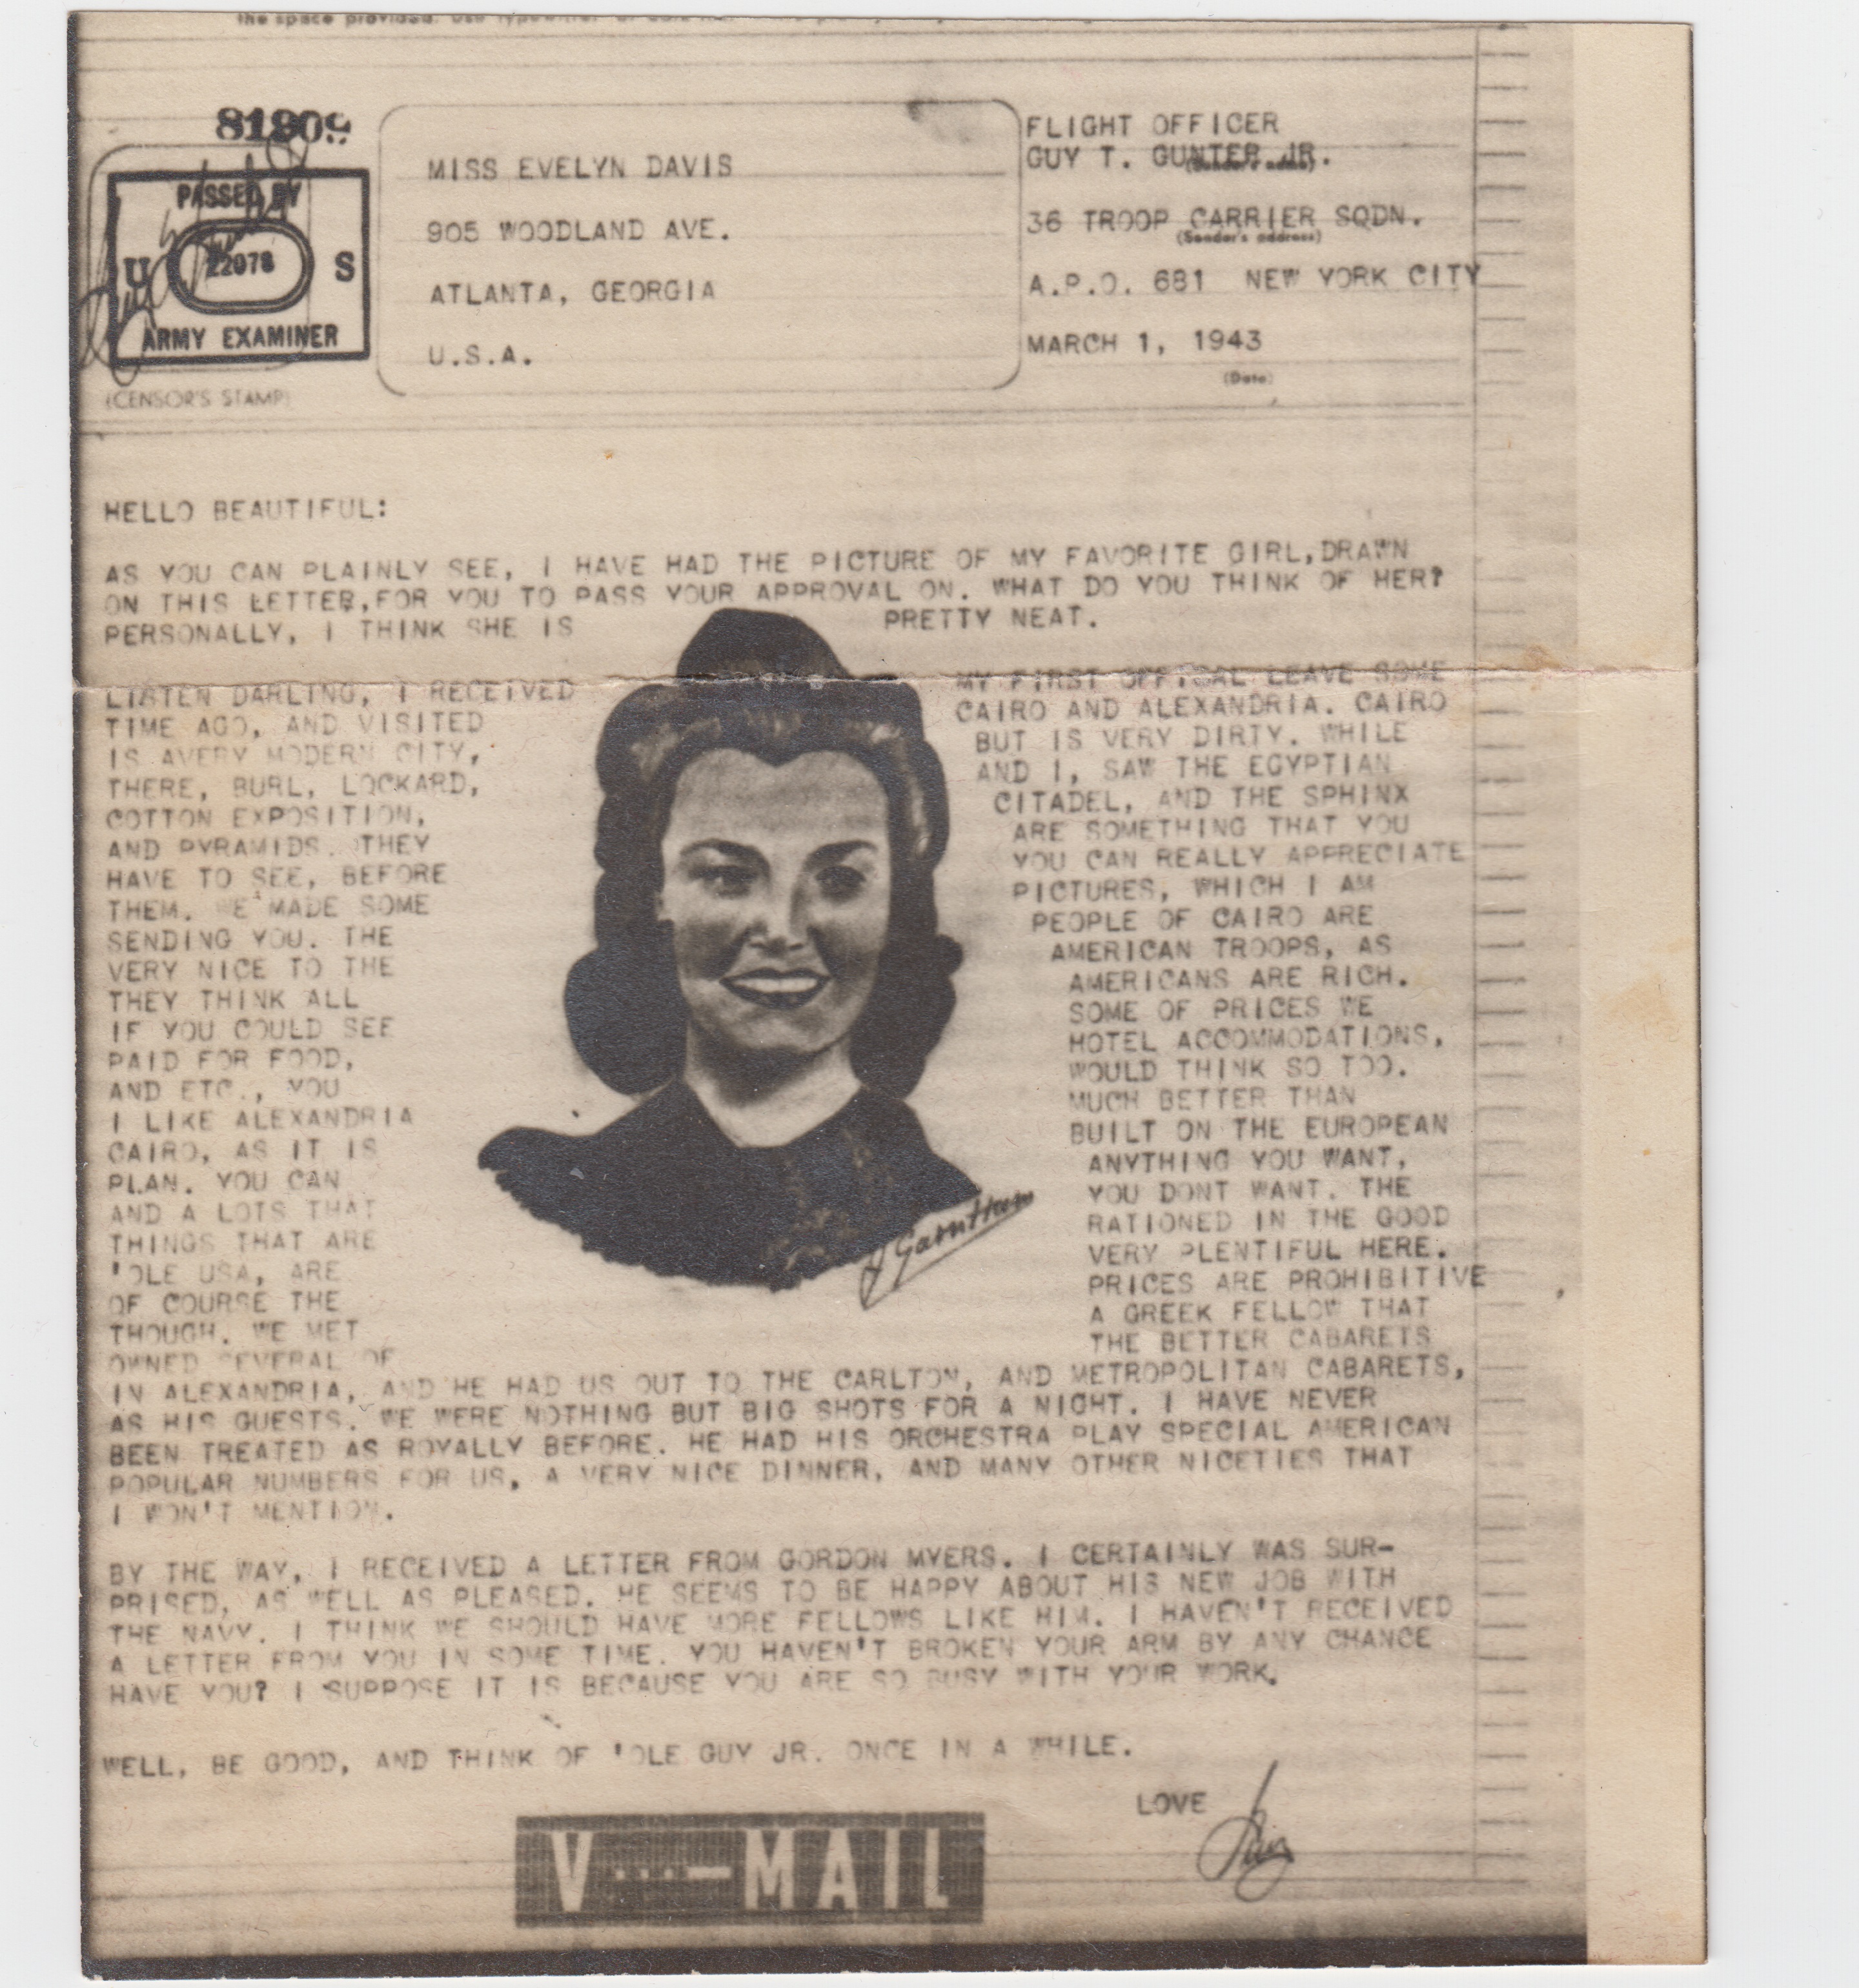 the space provided. Use typewriter
81909
PASSED BY
U 22078 S
ARMY EXAMINER
(CENSOR'S STAMP)
MISS EVELYN DAVIS
905 WOODLAND AVE.
ATLANTA, GEORGIA
U.S.A.
FLIGHT OFFICER
GUY T. GUNTER JR.
(Sender's name)
36 TROOP CARRIER SQDN.
(Sender's address)
A.P.O. 681 NEW YORK CITY
MARCH 1, 1943
(Date)
HELLO BEAUTIFUL:
AS YOU CAN PLAINLY SEE, I HAVE HAD THE PICTURE OF MY FAVORITE GIRL,DRAWN
ON THIS LETTER,FOR YOU TO PASS YOUR APPROVAL ON. WHAT DO YOU THINK OF HER?
PERSONALLY, I THINK SHE IS PRETTY NEAT.
LISTEN DARLING, I RECEIVED MY FIRST OFFICAL LEAVE SOME
TIME AGO, AND VISITED CAIRO AND ALEXANDRIA. CAIRO
IS AVERY MODERN CITY, BUT IS VERY DIRTY. WHILE
THERE, BURL, LOCKARD, AND I, SAW THE EGYPTIAN
COTTON EXPOSITION, CITADEL, AND THE SPHINX
AND PYRAMIDS. THEY ARE SOMETHING THAT YOU
HAVE TO SEE, BEFORE YOU CAN REALLY APPRECIATE
THEM. WE MADE SOME PICTURES, WHICH I AM
SENDING YOU. THE PEOPLE OF CAIRO ARE
VERY NICE TO THE AMERICAN TROOPS, AS
THEY THINK ALL AMERICANS ARE RICH.
IF YOU COULD SEE SOME OF PRICES WE
PAID FOR FOOD, HOTEL ACCOMMODATIONS,
AND ETC., YOU WOULD THINK SO TOO.
I LIKE ALEXANDRIA MUCH BETTER THAN
CAIRO, AS IT IS BUILT ON THE EUROPEAN
PLAN. YOU CAN ANYTHING YOU WANT,
AND A LOTS THAT YOU DONT WANT. THE
THINGS THAT ARE RATIONED IN THE GOOD
'OLE USA, ARE VERY PLENTIFUL HERE.
OF COURSE THE PRICES ARE PROHIBITIVE
THOUGH. WE MET A GREEK FELLOW THAT
OWNED SEVERAL OF THE BETTER CABARETS
IN ALEXANDRIA, AND HE HAD US OUT TO THE CARLTON, AND METROPOLITAN CABARETS,
AS HIS GUESTS. WE WERE NOTHING BUT BIG SHOTS FOR A NIGHT. I HAVE NEVER
BEEN TREATED AS ROYALLY BEFORE. HE HAD HIS ORCHESTRA PLAY SPECIAL AMERICAN
POPULAR NUMBERS FOR US, A VERY NICE DINNER, AND MANY OTHER NICETIES THAT
I WON'T MENTION.
BY THE WAY, I RECEIVED A LETTER FROM GORDON MYERS. I CERTAINLY WAS SUR-
PRISED, AS WELL AS PLEASED. HE SEEMS TO BE HAPPY ABOUT HIS NEW JOB WITH
THE NAVY. I THINK WE SHOULD HAVE MORE FELLOWS LIKE HIM. I HAVEN'T RECEIVED
A LETTER FROM YOU IN SOME TIME. YOU HAVEN'T BROKEN YOUR ARM BY ANY CHANCE
HAVE YOU? I SUPPOSE IT IS BECAUSE YOU ARE SO BUSY WITH YOUR WORK.
WELL, BE GOOD, AND THINK OF 'OLE GUY JR. ONCE IN A WHILE.
LOVE
V ...— MAIL